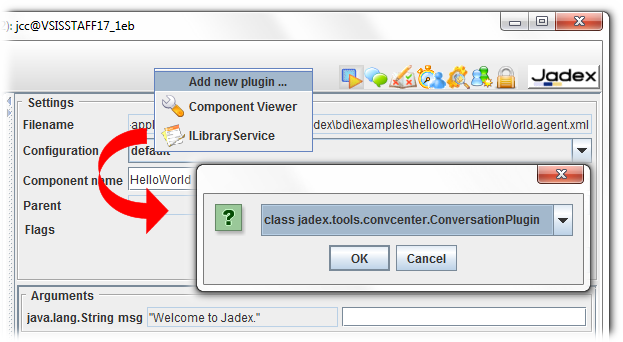 ): jcc@VSISSTAFF17_1eb
Jadex
Add new plugin ...
Component Viewer
ILibraryService
Settings
Filename dex\bdi\examples\helloworld\HelloWorld.agent.xml
Configuration default
Component name HelloWorld
Parent
Flags
class jadex.tools.convcenter.ConversationPlugin
OK Cancel
Arguments
java.lang.String msg "Welcome to Jadex."